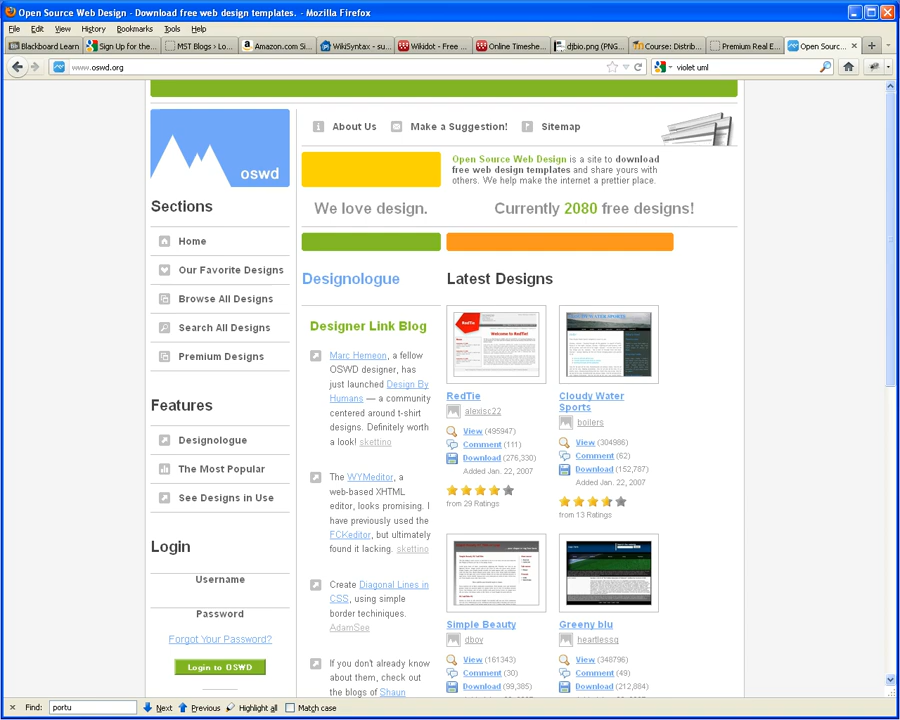 Open Source Web Design - Download free web design templates. - Mozilla Firefox
File Edit View History Bookmarks Tools Help
Blackboard Learn
Sign Up for the...
MST Blogs › Lo...
Amazon.com Si...
WikiSyntax - su...
Wikidot - Free ...
Online Timeshe...
djbio.png (PNG...
Course: Distrib...
Premium Real E...
Open Sourc...
www.oswd.org
violet uml
oswd
About Us Make a Suggestion! Sitemap
Open Source Web Design is a site to download
free web design templates and share yours with
others. We help make the internet a prettier place.
We love design. Currently 2080 free designs!
Sections
Home
Our Favorite Designs
Browse All Designs
Search All Designs
Premium Designs
Features
Designologue
The Most Popular
See Designs in Use
Login
Username
Password
Forgot Your Password?
Login to OSWD
Designologue
Designer Link Blog
Marc Hemeon, a fellow
OSWD designer, has
just launched Design By
Humans — a community
centered around t-shirt
designs. Definitely worth
a look! skettino
The WYMeditor, a
web-based XHTML
editor, looks promising. I
have previously used the
FCKeditor, but ultimately
found it lacking. skettino
Create Diagonal Lines in
CSS, using simple
border techniques.
AdamSee
If you don't already know
about them, check out
the blogs of Shaun
Latest Designs
RedTie
alexisc22
View (495947)
Comment (111)
Download (276,330)
Added Jan. 22, 2007
from 29 Ratings
Cloudy Water
Sports
boilers
View (304986)
Comment (62)
Download (152,787)
Added Jan. 22, 2007
from 13 Ratings
Simple Beauty
dboy
View (161343)
Comment (30)
Download (99,385)
Greeny blu
heartlessg
View (348796)
Comment (49)
Download (212,884)
Find: portu Next Previous Highlight all Match case